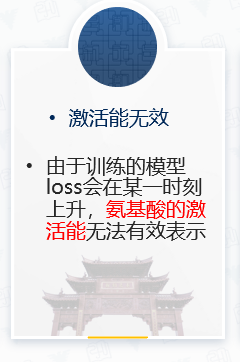 • 激活能无效
• 由于训练的模型
loss会在某一时刻
上升，氨基酸的激
活能无法有效表示